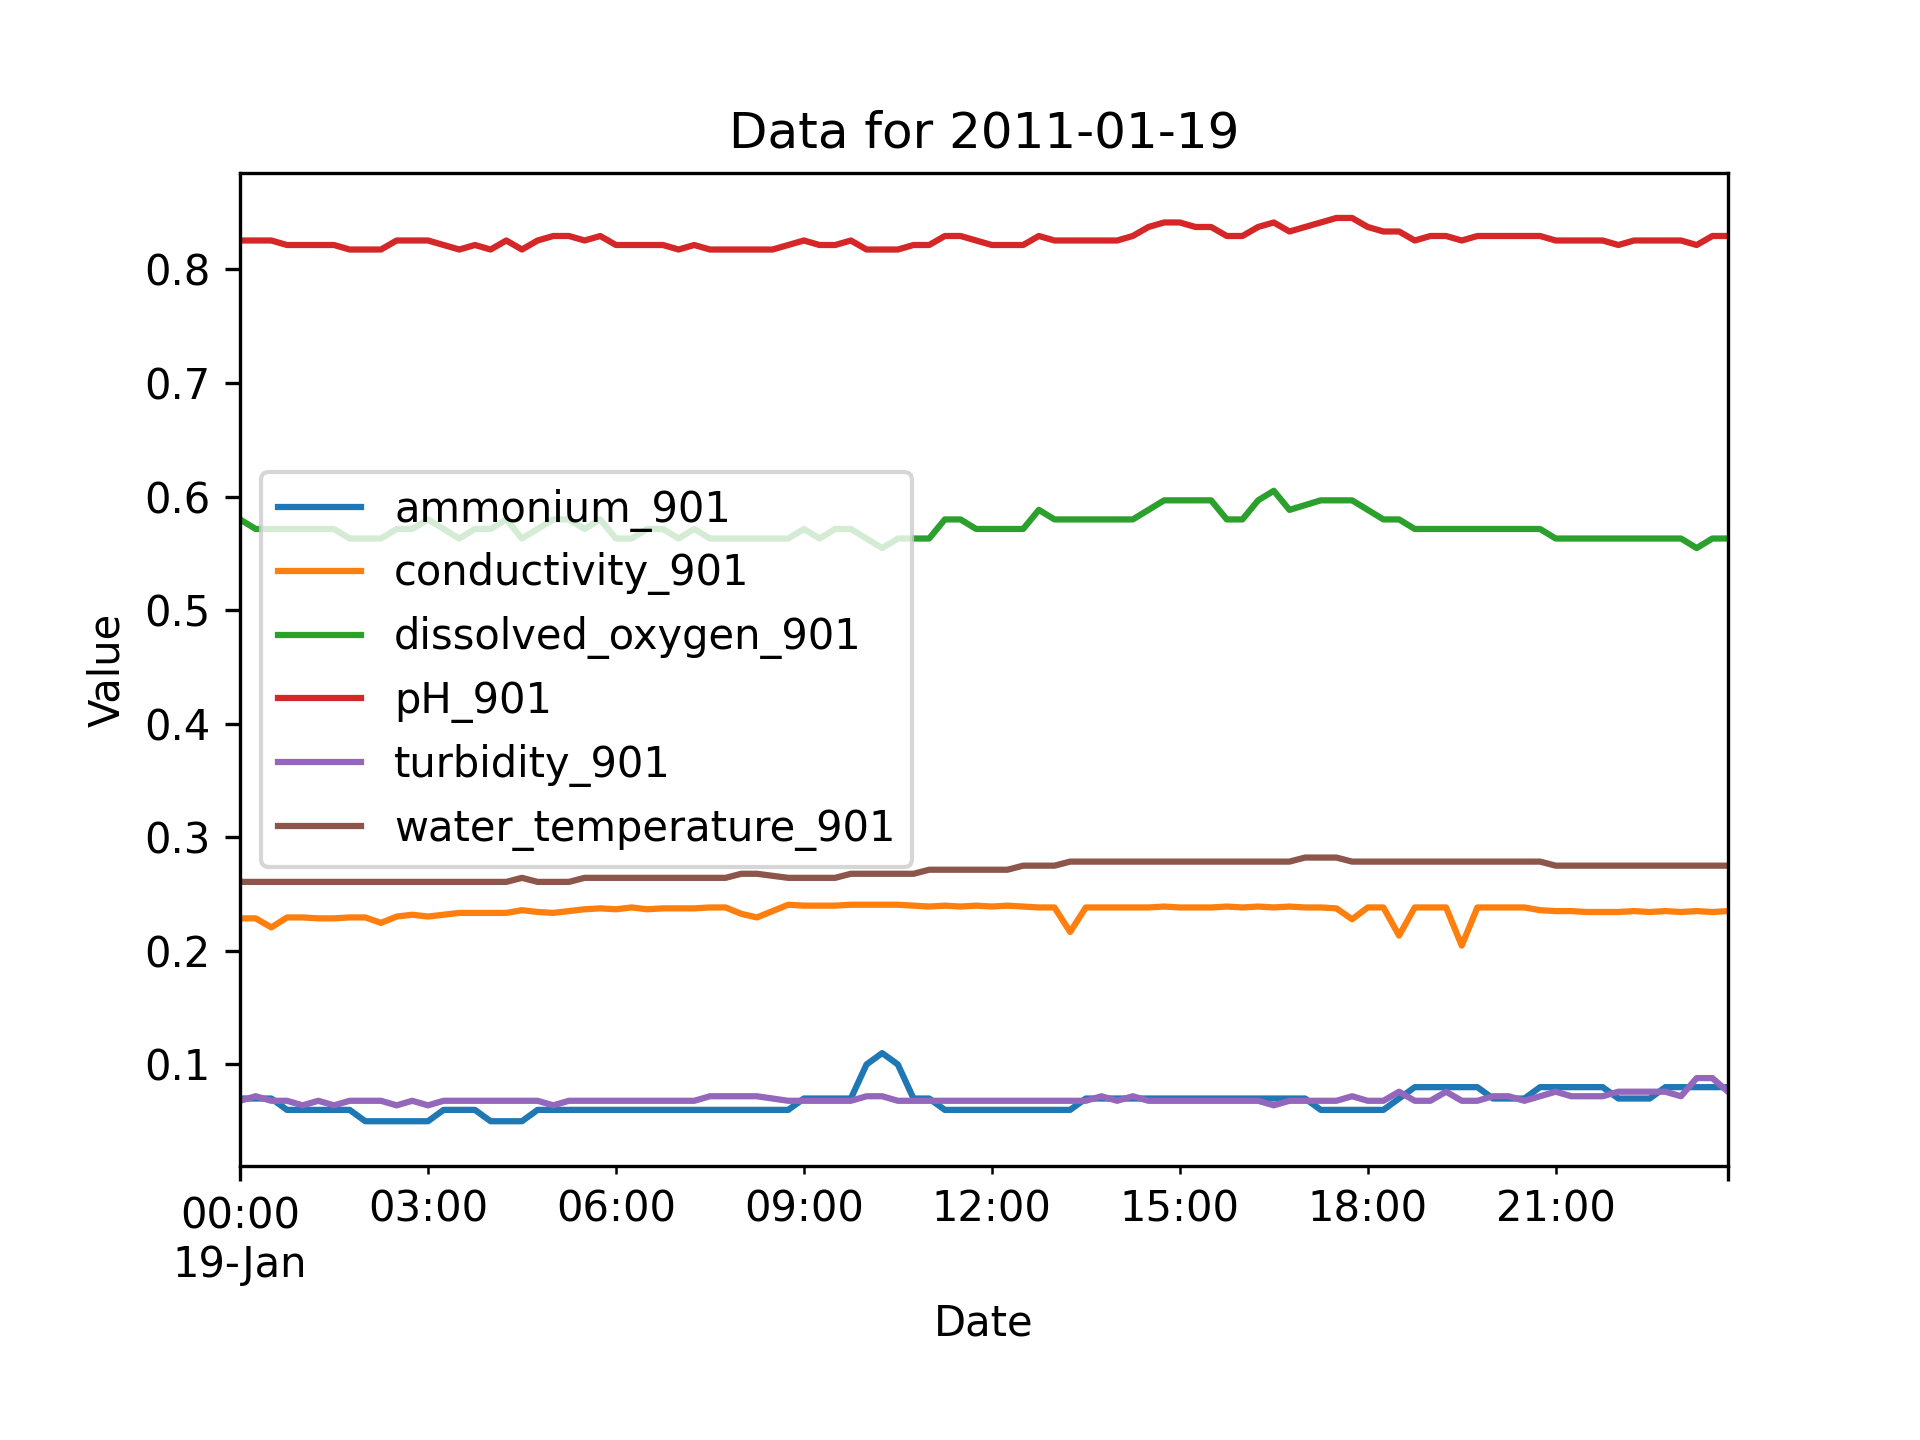 Data for 2011-01-19
0.8
0.7
0.6
0.5
0.4
0.3
0.2
0.1
Value
ammonium_901
conductivity_901
dissolved_oxygen_901
pH_901
turbidity_901
water_temperature_901
00:00 03:00 06:00 09:00 12:00 15:00 18:00 21:00
19-Jan
Date